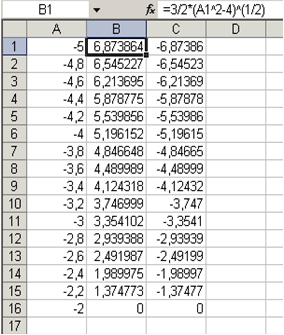 B1 fx =3/2*(A1^2-4)^(1/2)
A B C D
1 -5 6,873864 -6,87386
2 -4,8 6,545227 -6,54523
3 -4,6 6,213695 -6,21369
4 -4,4 5,878775 -5,87878
5 -4,2 5,539856 -5,53986
6 -4 5,196152 -5,19615
7 -3,8 4,846648 -4,84665
8 -3,6 4,489989 -4,48999
9 -3,4 4,124318 -4,12432
10 -3,2 3,746999 -3,747
11 -3 3,354102 -3,3541
12 -2,8 2,939388 -2,93939
13 -2,6 2,491987 -2,49199
14 -2,4 1,989975 -1,98997
15 -2,2 1,374773 -1,37477
16 -2 0 0
17